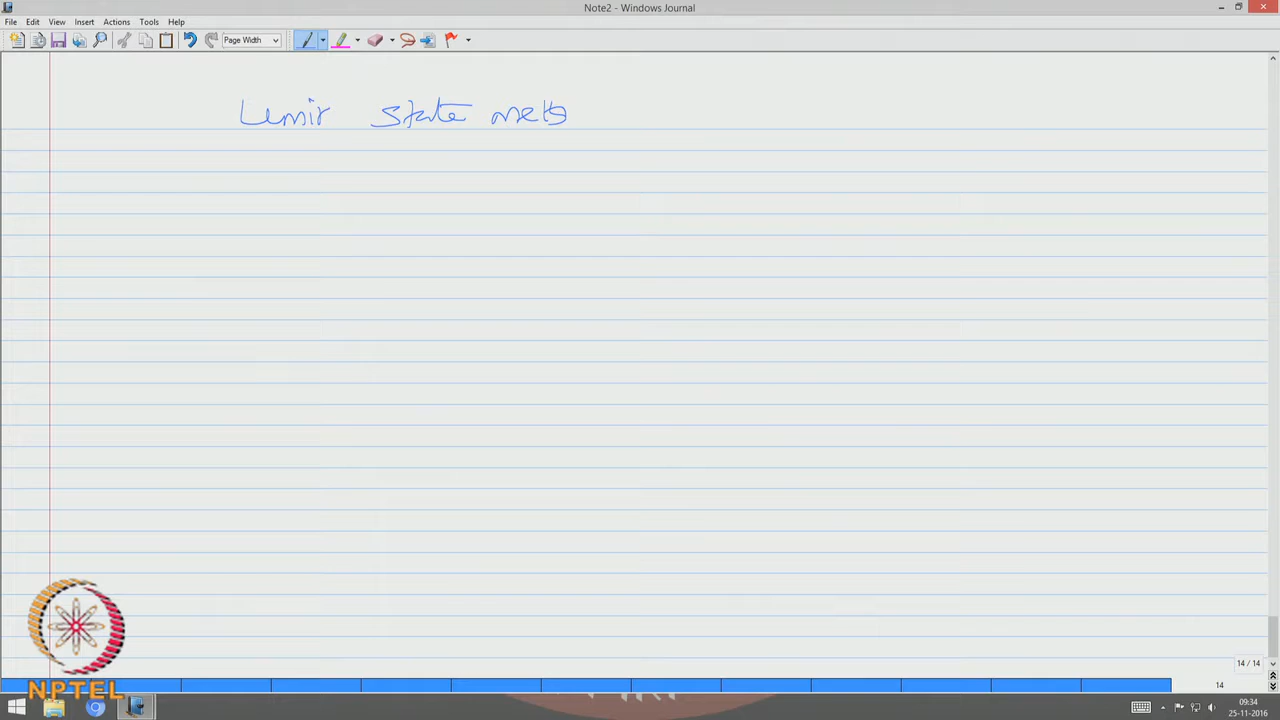 Note2 - Windows Journal
File Edit View Insert Actions Tools Help
Page Width
Limit state meth
14 / 14
14
NPTEL
09:34
25-11-2016